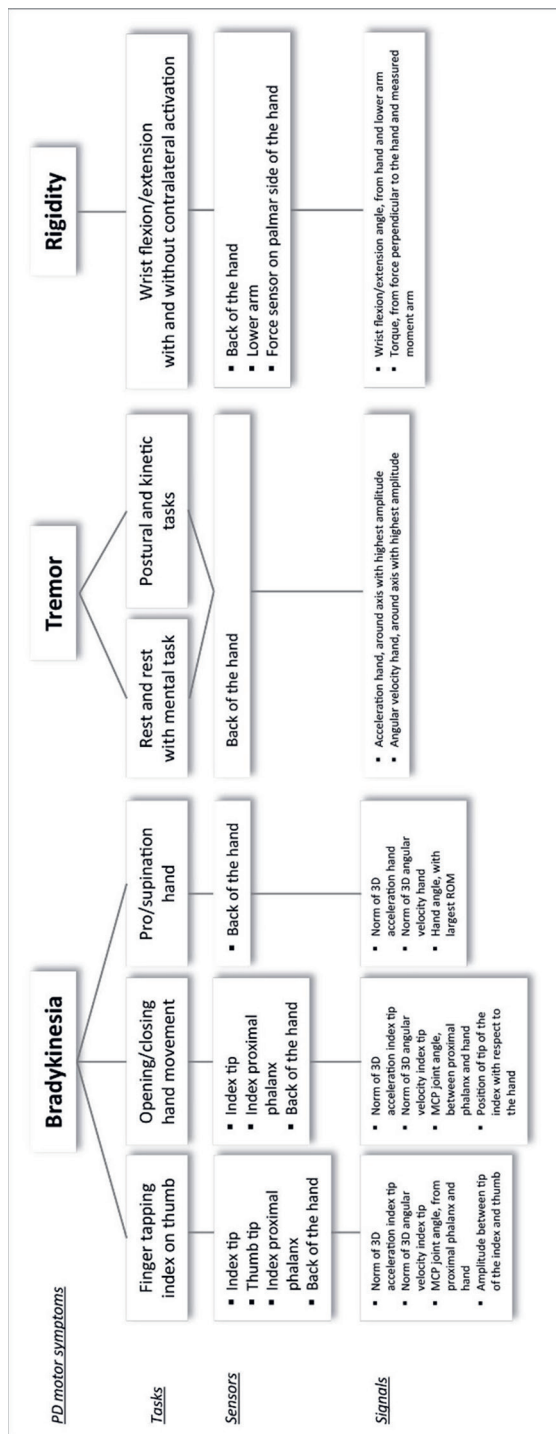 PD motor symptoms
Bradykinesia
Tremor
Rigidity
Tasks
Finger tapping
index on thumb
Opening/closing
hand movement
Pro/supination
hand
Rest and rest
with mental task
Postural and kinetic
tasks
Wrist flexion/extension
with and without contralateral activation
Sensors
▪ Index tip
▪ Thumb tip
▪ Index proximal
phalanx
▪ Back of the hand
▪ Index tip
▪ Index proximal
phalanx
▪ Back of the hand
▪ Back of the hand
Back of the hand
▪ Back of the hand
▪ Lower arm
▪ Force sensor on palmar side of the hand
Signals
▪ Norm of 3D
acceleration index tip
▪ Norm of 3D angular
velocity index tip
▪ MCP joint angle, from
proximal phalanx and
hand
▪ Amplitude between tip
of the index and thumb
▪ Norm of 3D
acceleration index tip
▪ Norm of 3D angular
velocity index tip
▪ MCP joint angle,
between proximal
phalanx and hand
▪ Position of tip of the
index with respect to
the hand
▪ Norm of 3D
acceleration hand
▪ Norm of 3D angular
velocity hand
▪ Hand angle, with
largest ROM
▪ Acceleration hand, around axis with highest amplitude
▪ Angular velocity hand, around axis with highest amplitude
▪ Wrist flexion/extension angle, from hand and lower arm
▪ Torque, from force perpendicular to the hand and measured
moment arm